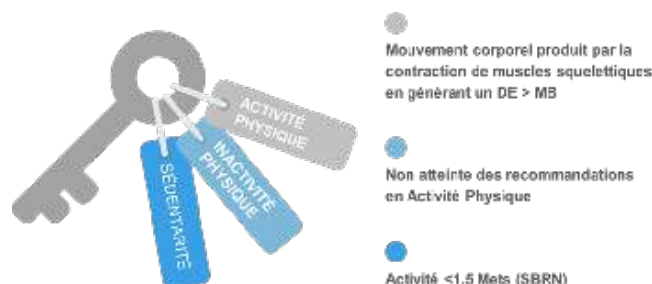 ACTIVITÉ
PHYSIQUE
INACTIVITÉ
PHYSIQUE
SÉDENTARITÉ
Mouvement corporel produit par la
contraction de muscles squelettiques
en générant un DE > MB
Non atteinte des recommandations
en Activité Physique
Activité <1.5 Mets (SBRN)